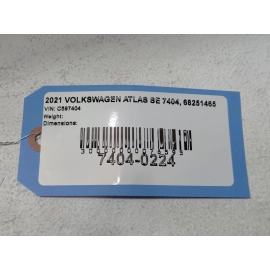 2021 VOLKSWAGEN ATLAS SE 7404, 68251465
VIN: C597404
Weight:
Dimensions:
7404-0224